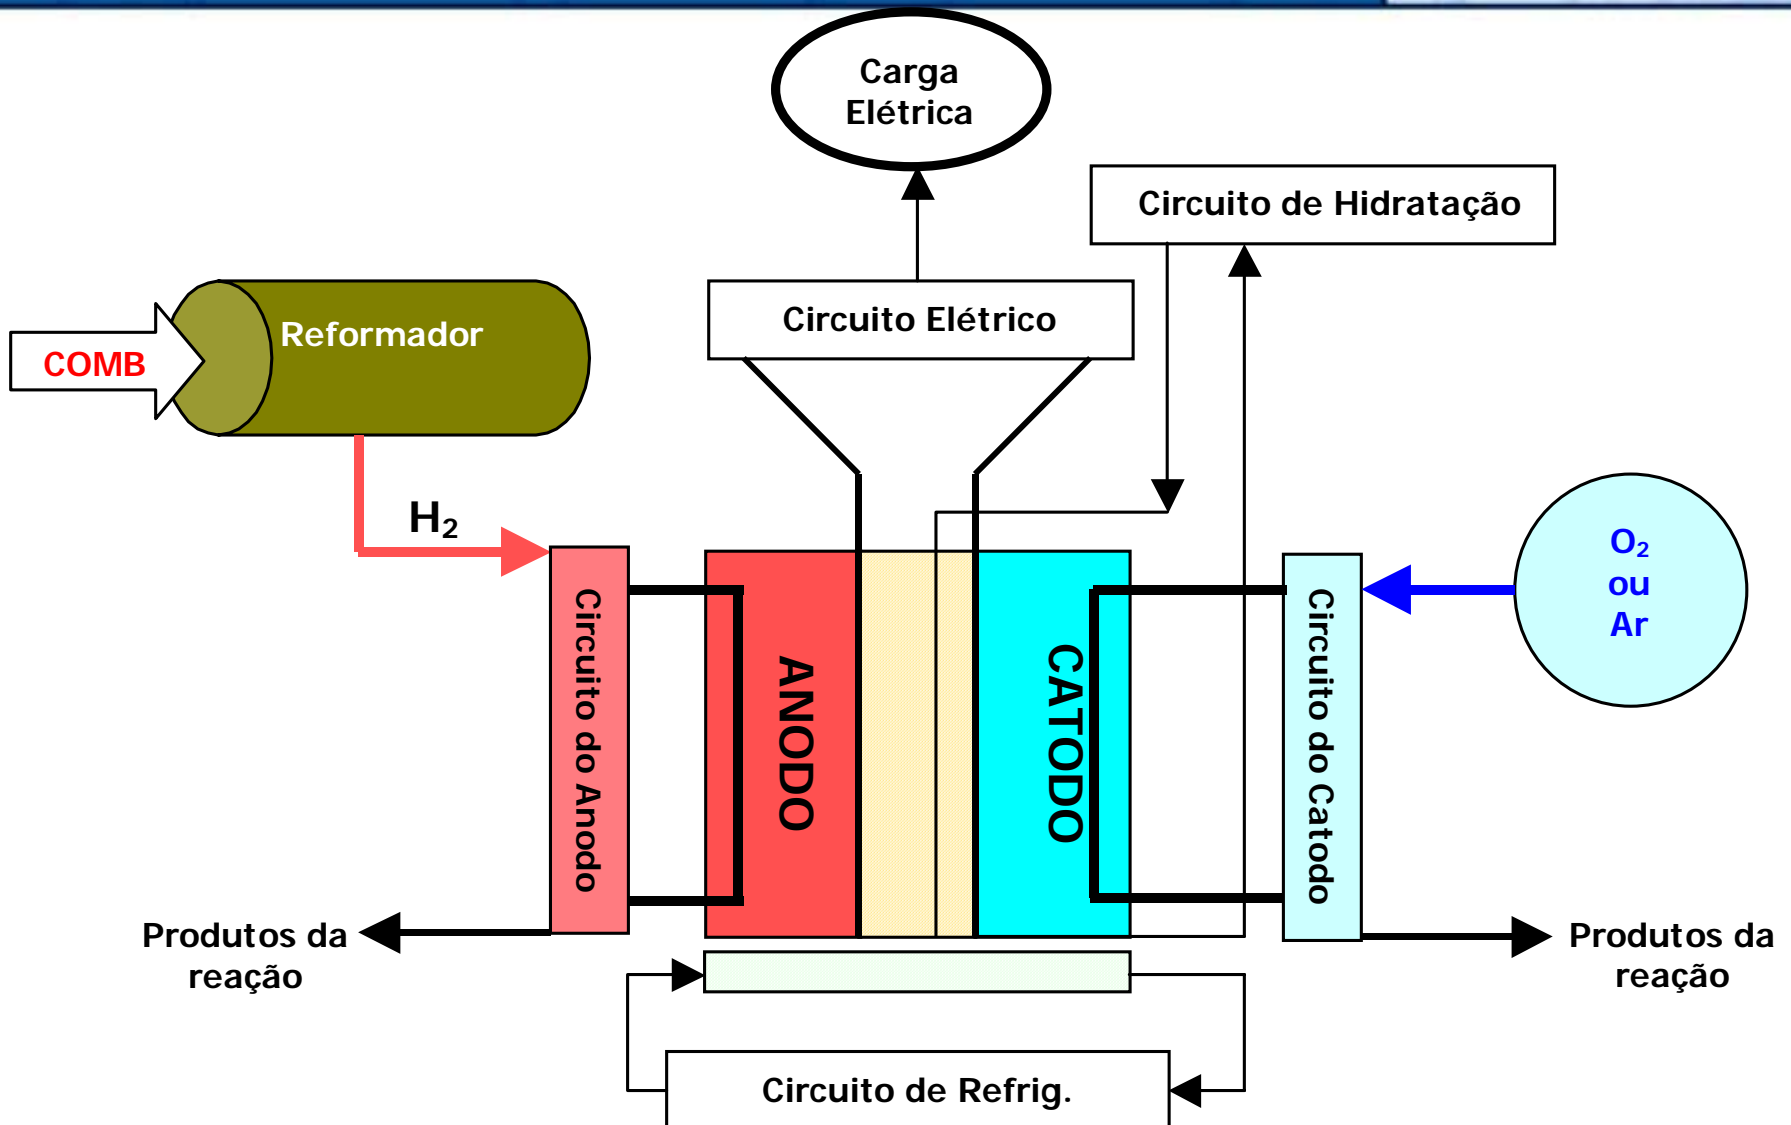 Carga
Elétrica
Circuito de Hidratação
Circuito Elétrico
Reformador
COMB
H₂
O₂
ou
Ar
Circuito do Anodo
ANODO
CATODO
Circuito do Catodo
Produtos da
reação
Produtos da
reação
Circuito de Refrig.